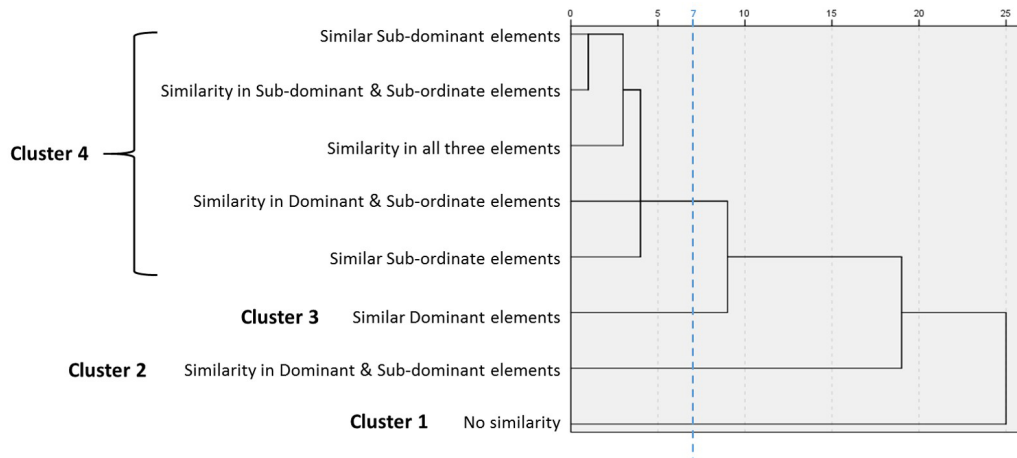 0 5 7 10 15 20 25
Similar Sub-dominant elements
Similarity in Sub-dominant & Sub-ordinate elements
Cluster 4 Similarity in all three elements
Similarity in Dominant & Sub-ordinate elements
Similar Sub-ordinate elements
Cluster 3 Similar Dominant elements
Cluster 2 Similarity in Dominant & Sub-dominant elements
Cluster 1 No similarity